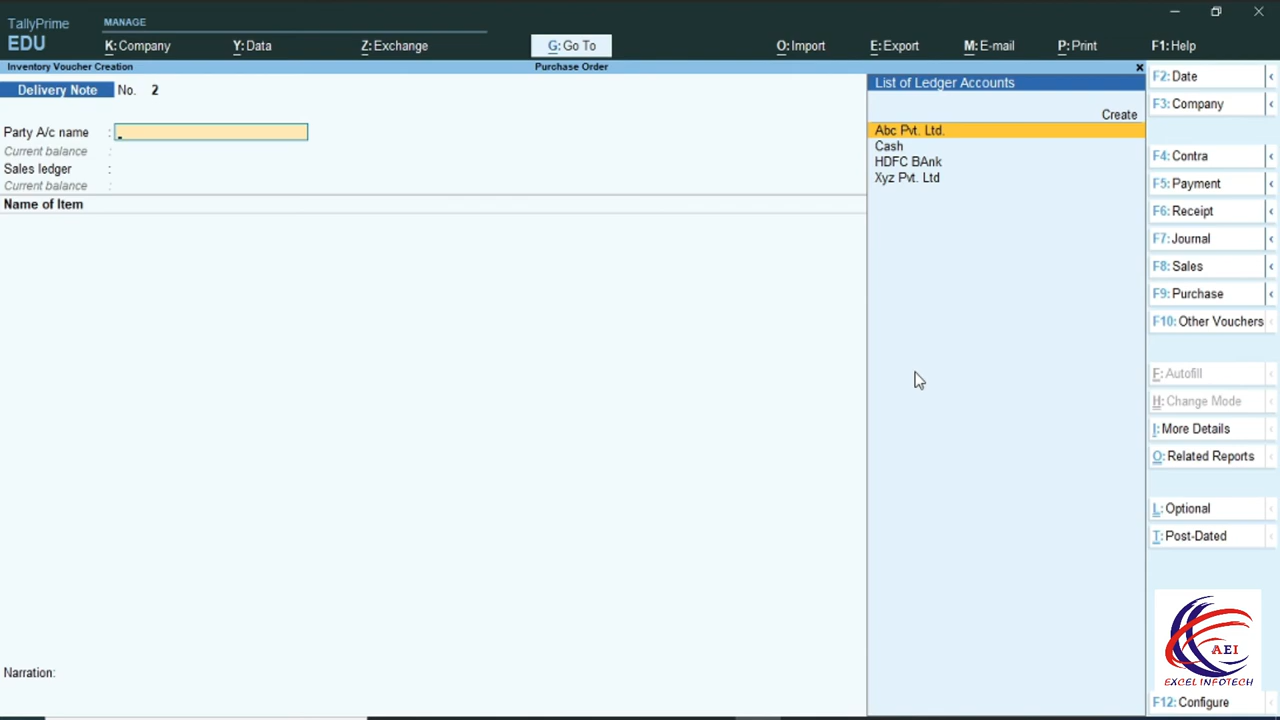 TallyPrime
EDU
MANAGE
K:Company
Y:Data
Z:Exchange
G:Go To
O:Import
E:Export
M:E-mail
P:Print
F1:Help
Inventory Voucher Creation
Purchase Order
Delivery Note No. 2
Party A/c name :
Current balance :
Sales ledger :
Current balance :
Name of Item
Narration:
List of Ledger Accounts
Create
Abc Pvt. Ltd.
Cash
HDFC BAnk
Xyz Pvt. Ltd
F2:Date
F3:Company
F4:Contra
F5:Payment
F6:Receipt
F7:Journal
F8:Sales
F9:Purchase
F10:Other Vouchers
F:Autofill
H:Change Mode
I:More Details
O:Related Reports
L:Optional
T:Post-Dated
AEI
EXCEL INFOTECH
F12:Configure